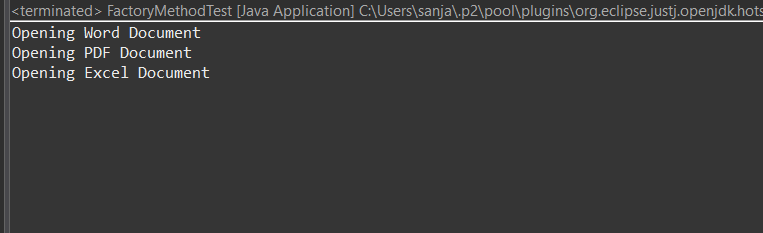 <terminated> FactoryMethodTest [Java Application] C:\Users\sanja\.p2\pool\plugins\org.eclipse.justj.openjdk.hots
Opening Word Document
Opening PDF Document
Opening Excel Document